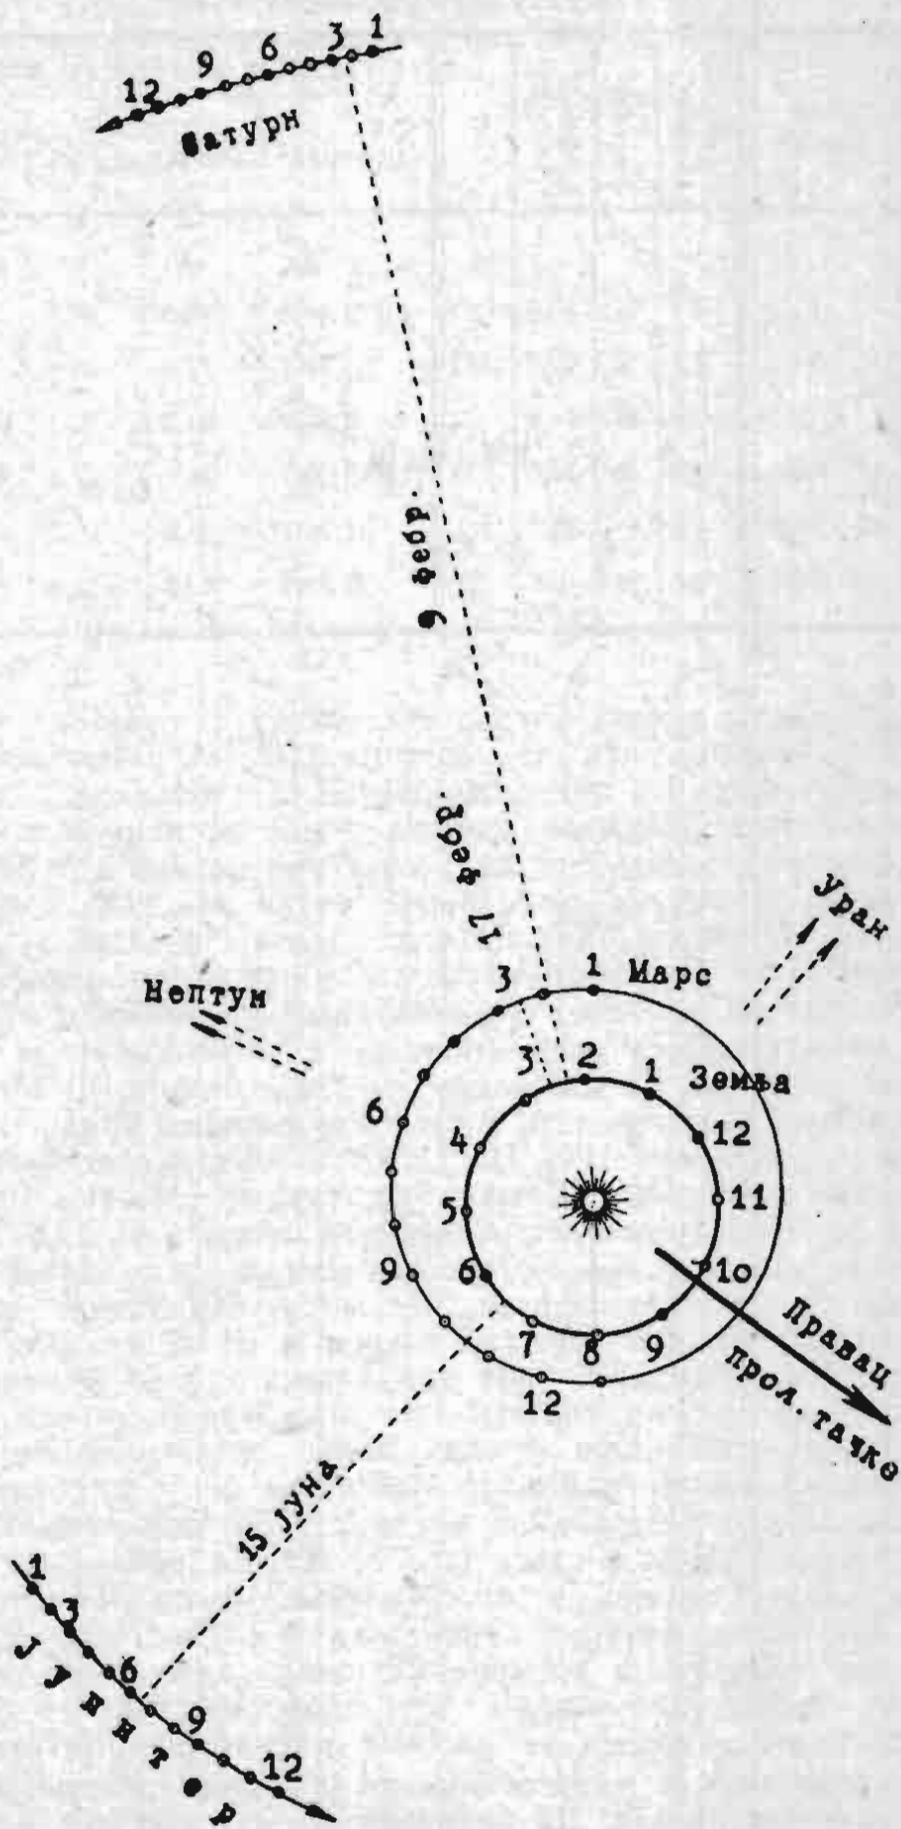 12 9 6 3 1
Сатурн
9 фебр.
17 фебр.
Уран
Нептун
3 1 Марс
3 2 1 Земља
6 4 12
5 11
9 6 10
7 8 9
12
Правац
прол. тачке
15 јуна
1
3
6
9
12
Јупитер